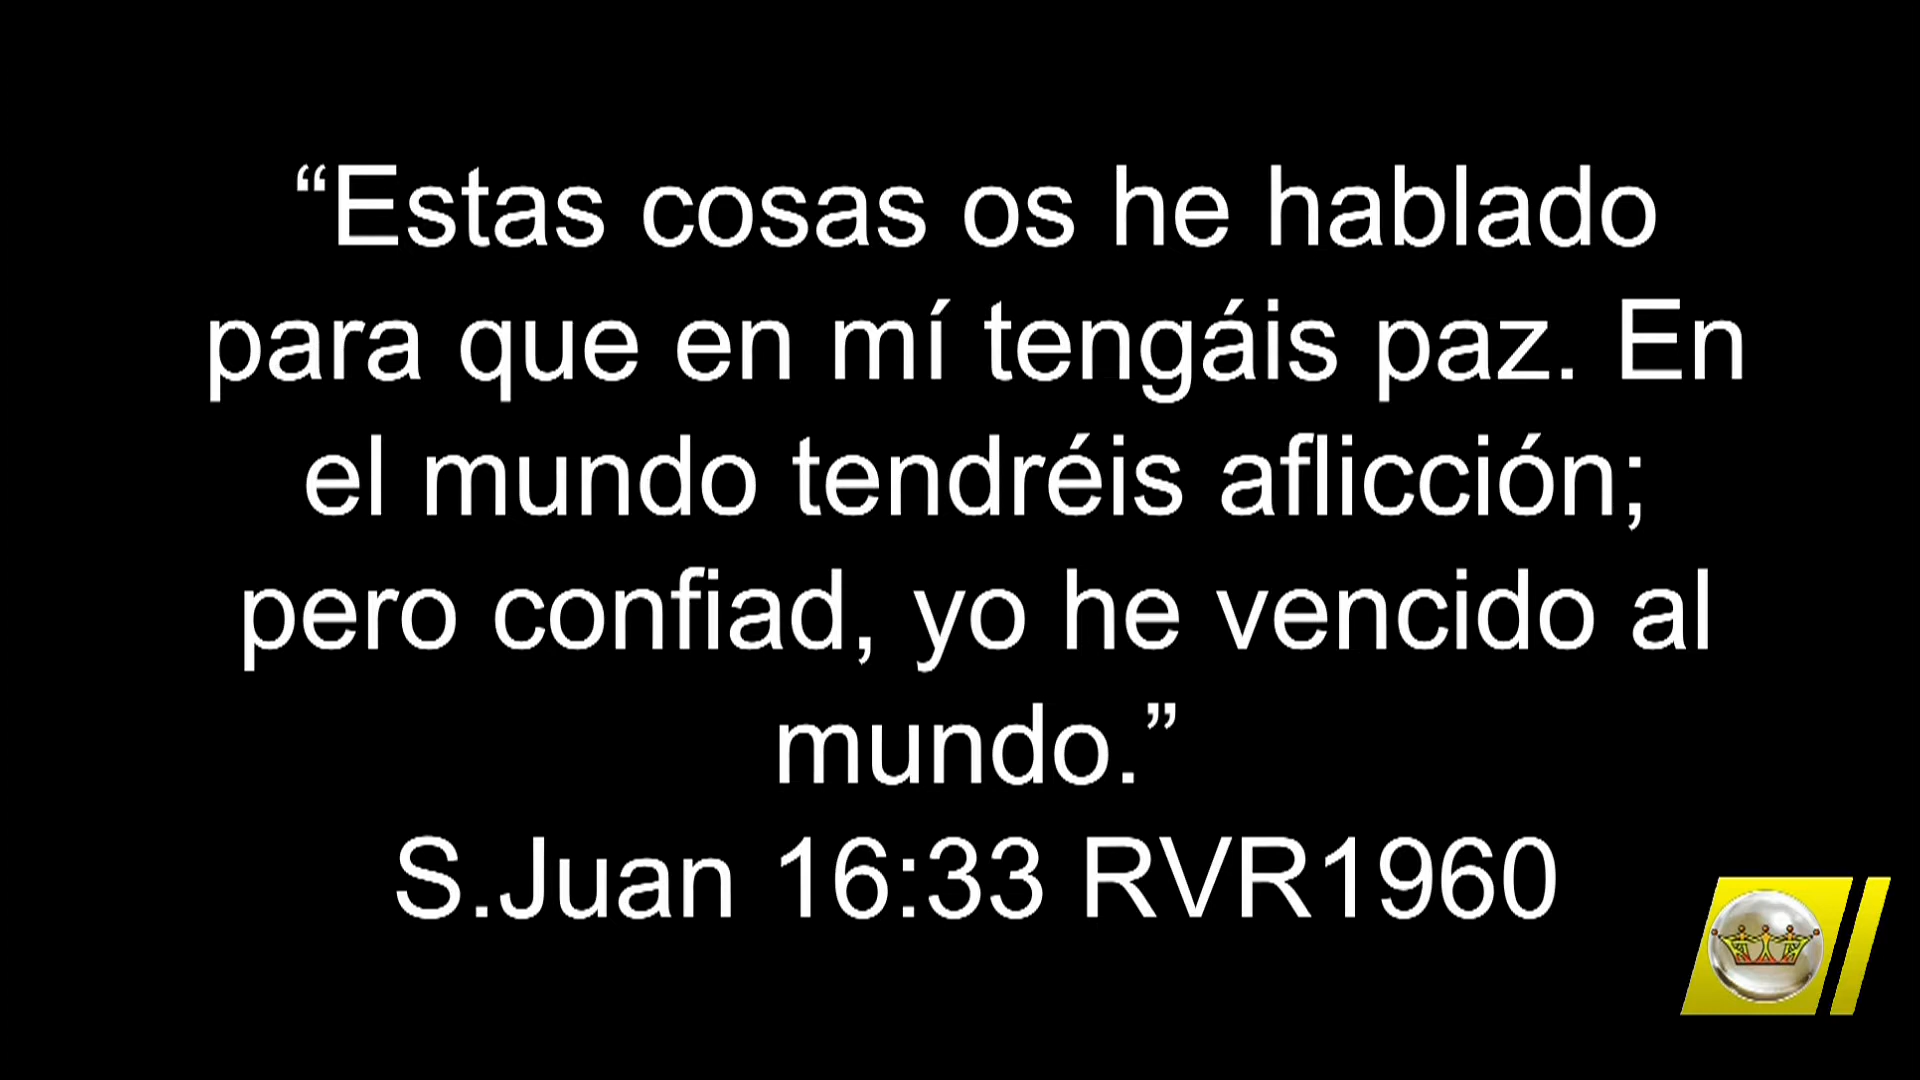 “Estas cosas os he hablado
para que en mí tengáis paz. En
el mundo tendréis aflicción;
pero confiad, yo he vencido al
mundo.”
S.Juan 16:33 RVR1960